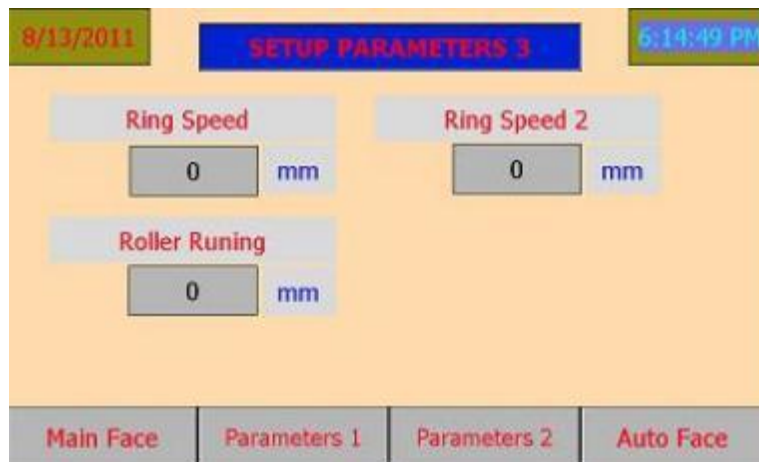 8/13/2011
SETUP PARAMETERS 3
6:14:49 PM
Ring Speed
Ring Speed 2
0 mm
0 mm
Roller Runing
0 mm
Main Face
Parameters 1
Parameters 2
Auto Face